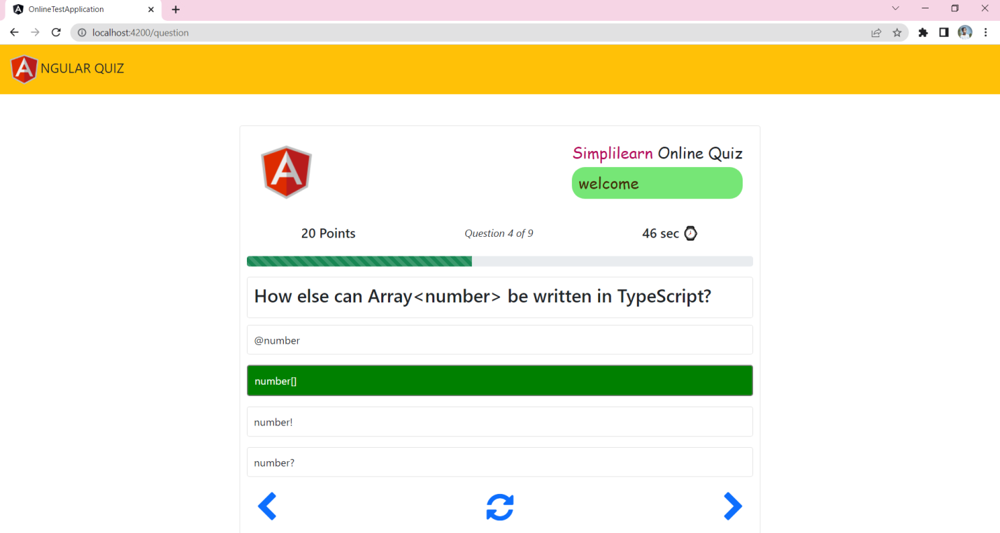 OnlineTestApplication
localhost:4200/question
NGULAR QUIZ
Simplilearn Online Quiz
welcome
20 Points Question 4 of 9 46 sec
How else can Array<number> be written in TypeScript?
@number
number[]
number!
number?